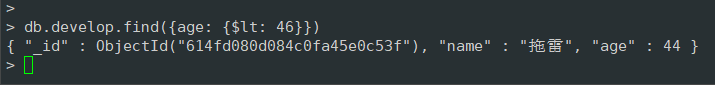 >
> db.develop.find({age: {$lt: 46}})
{ "_id" : ObjectId("614fd080d084c0fa45e0c53f"), "name" : "拖雷", "age" : 44 }
>